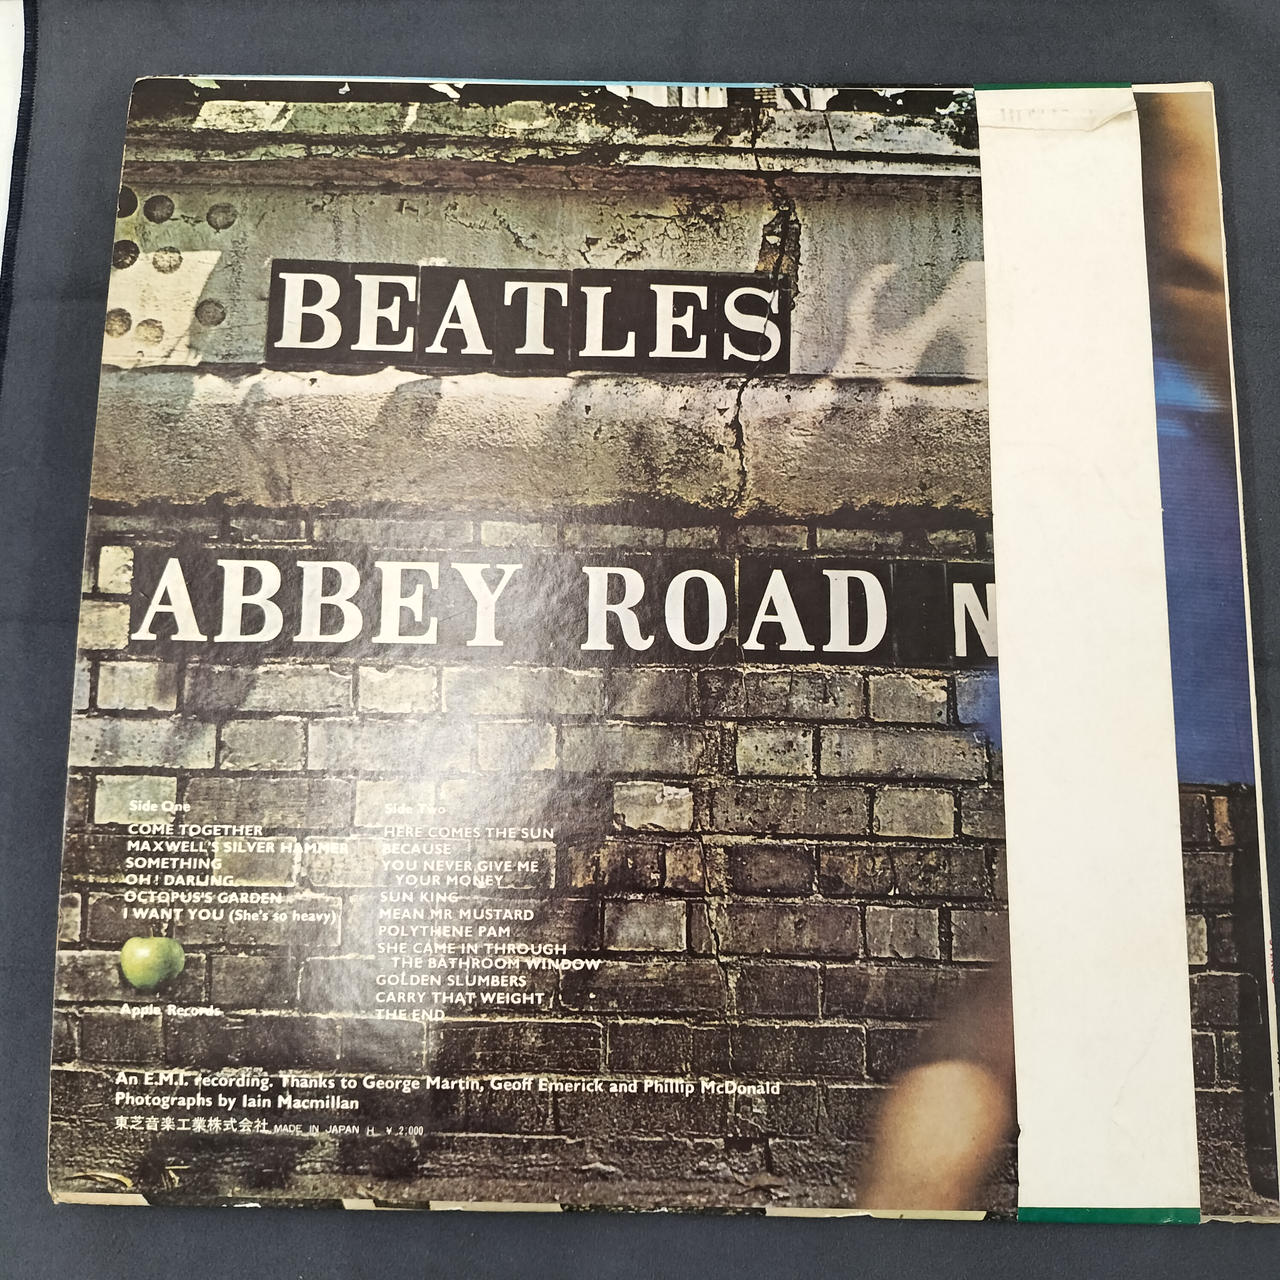 BEATLES
ABBEY ROAD N
Side One
COME TOGETHER
MAXWELL'S SILVER HAMMER
SOMETHING
OH! DARLING
OCTOPUS'S GARDEN
I WANT YOU (She's so heavy)
Apple Records
Side Two
HERE COMES THE SUN
BECAUSE
YOU NEVER GIVE ME
YOUR MONEY
SUN KING
MEAN MR MUSTARD
POLYTHENE PAM
SHE CAME IN THROUGH
THE BATHROOM WINDOW
GOLDEN SLUMBERS
CARRY THAT WEIGHT
THE END
An E.M.I. recording. Thanks to George Martin, Geoff Emerick and Phillip McDonald
Photographs by Iain Macmillan
東芝音楽工業株式会社 MADE IN JAPAN H ¥ 2,000